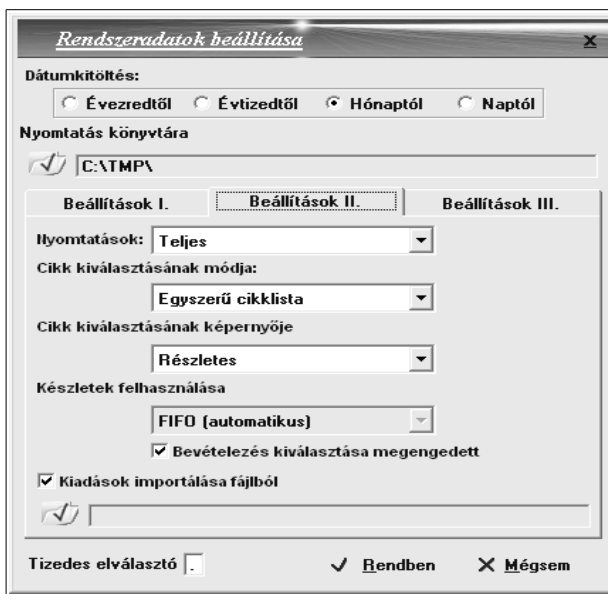 Rendszeradatok beállítása x
Dátumkitöltés:
Évezredtől Évtizedtől Hónaptól Naptól
Nyomtatás könyvtára
C:\TMP\
Beállítások I. Beállítások II. Beállítások III.
Nyomtatások: Teljes
Cikk kiválasztásának módja:
Egyszerű cikklista
Cikk kiválasztásának képernyője
Részletes
Készletek felhasználása
FIFO (automatikus)
Bevételezés kiválasztása megengedett
Kiadások importálása fájlból
Tizedes elválasztó . Rendben Mégsem